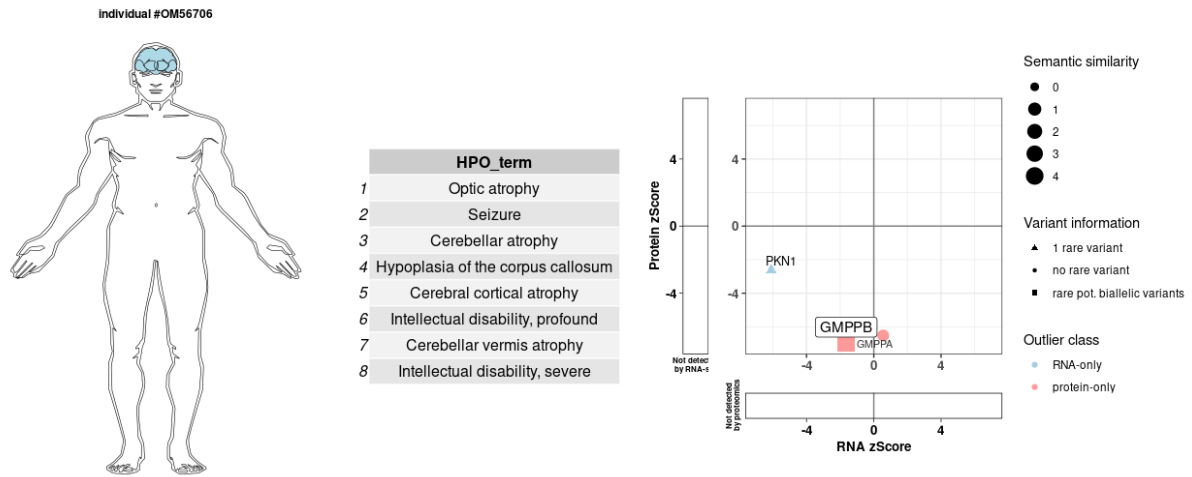 individual #OM56706
HPO_term
1 Optic atrophy
2 Seizure
3 Cerebellar atrophy
4 Hypoplasia of the corpus callosum
5 Cerebral cortical atrophy
6 Intellectual disability, profound
7 Cerebellar vermis atrophy
8 Intellectual disability, severe
Protein zScore
4
0
-4
Not detec
by RNA-s
4
0
-4
PKN1
GMPPB
GMPPA
-4 0 4
Not detected
by proteomics
-4 0 4
RNA zScore
Semantic similarity
0
1
2
3
4
Variant information
1 rare variant
no rare variant
rare pot. biallelic variants
Outlier class
RNA-only
protein-only